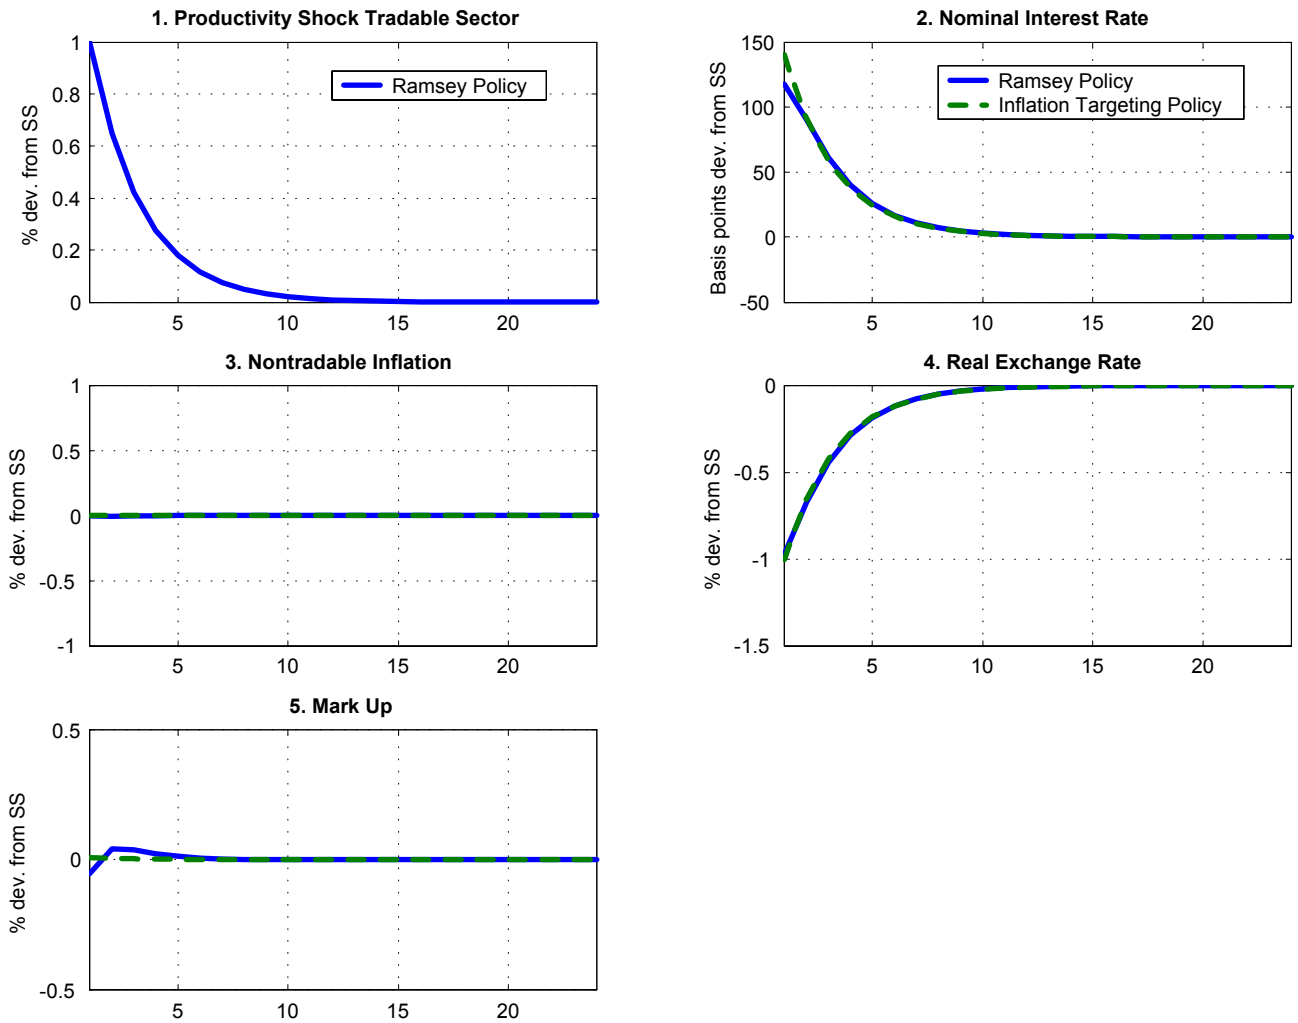 1. Productivity Shock Tradable Sector
% dev. from SS
1
0.8
0.6
0.4
0.2
0
5 10 15 20
Ramsey Policy
2. Nominal Interest Rate
Basis points dev. from SS
150
100
50
0
-50
5 10 15 20
Ramsey Policy
Inflation Targeting Policy
3. Nontradable Inflation
% dev. from SS
1
0.5
0
-0.5
-1
5 10 15 20
4. Real Exchange Rate
% dev. from SS
0
-0.5
-1
-1.5
5 10 15 20
5. Mark Up
% dev. from SS
0.5
0
-0.5
5 10 15 20